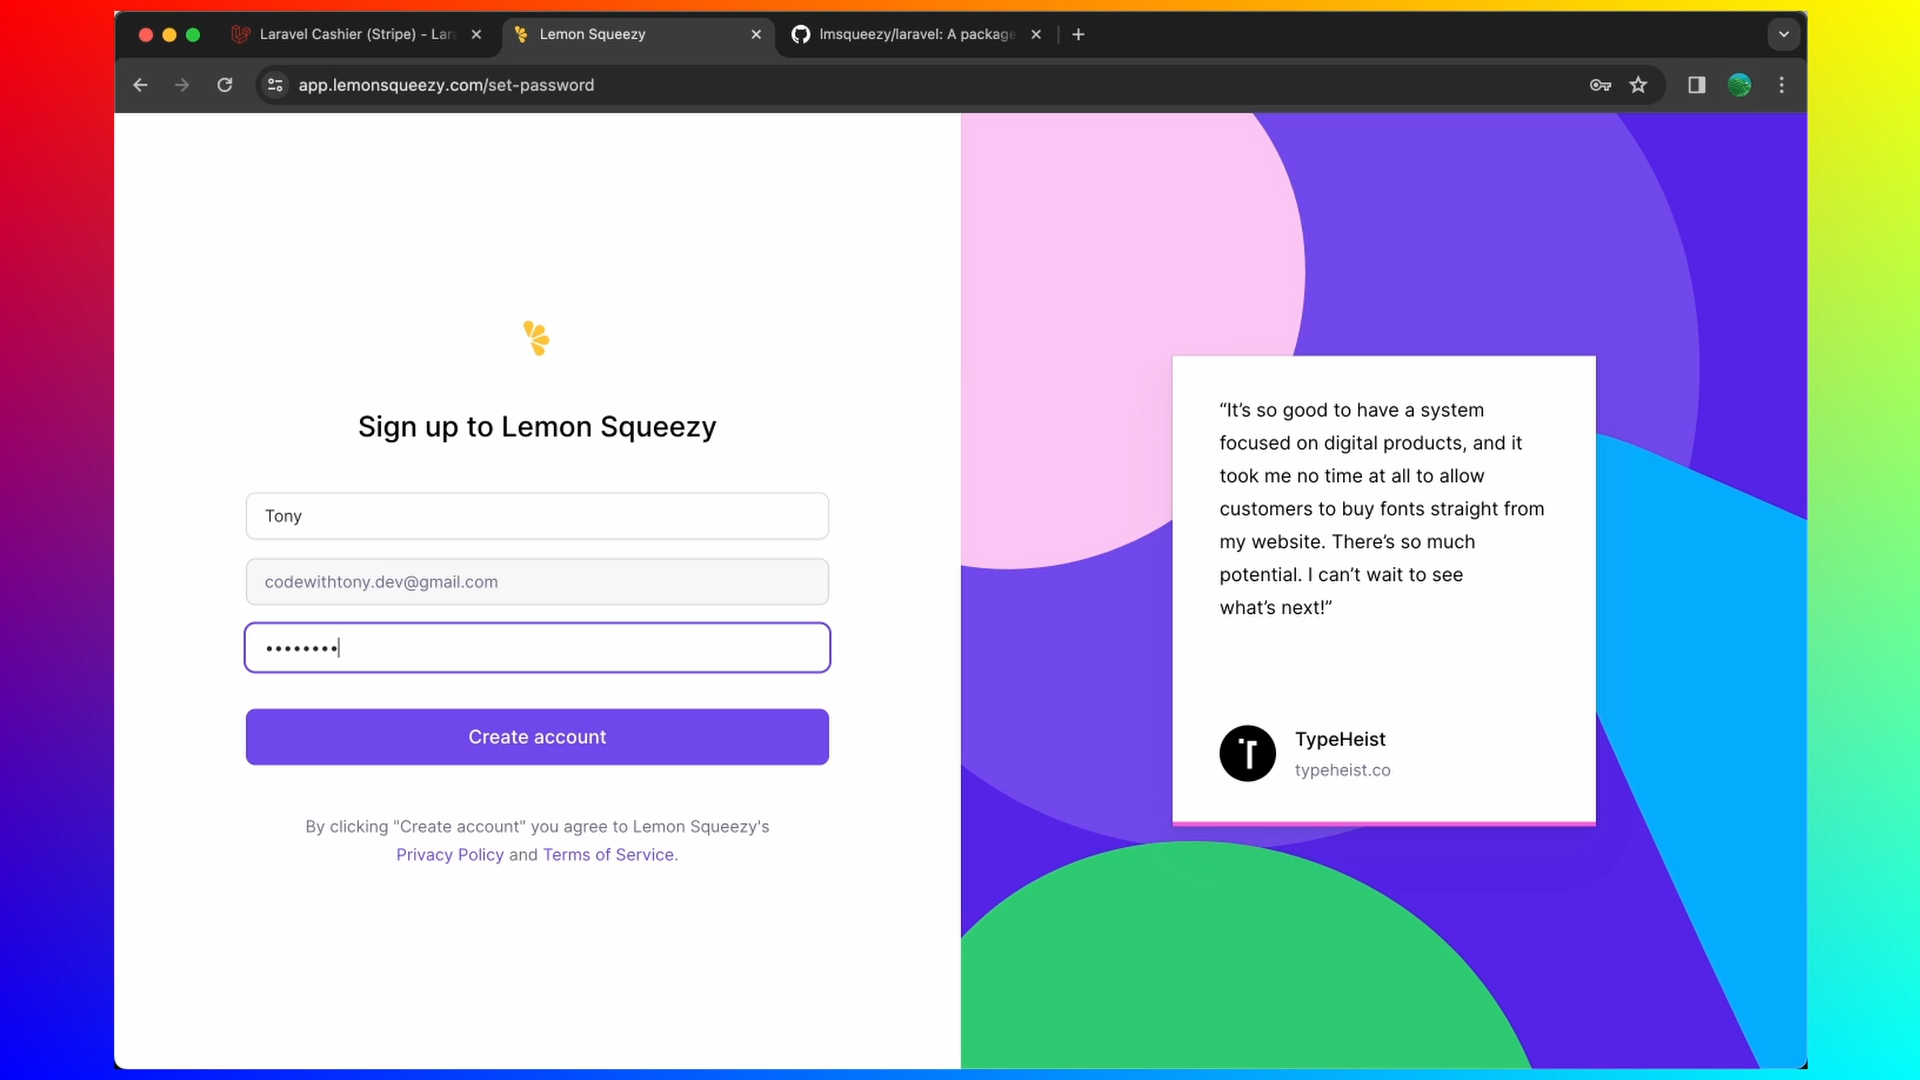 Laravel Cashier (Stripe) - Lar
Lemon Squeezy
lmsqueezy/laravel: A package
app.lemonsqueezy.com/set-password
Sign up to Lemon Squeezy
Tony
codewithtony.dev@gmail.com
Create account
By clicking "Create account" you agree to Lemon Squeezy's
Privacy Policy and Terms of Service.
“It’s so good to have a system
focused on digital products, and it
took me no time at all to allow
customers to buy fonts straight from
my website. There’s so much
potential. I can’t wait to see
what’s next!”
TypeHeist
typeheist.co